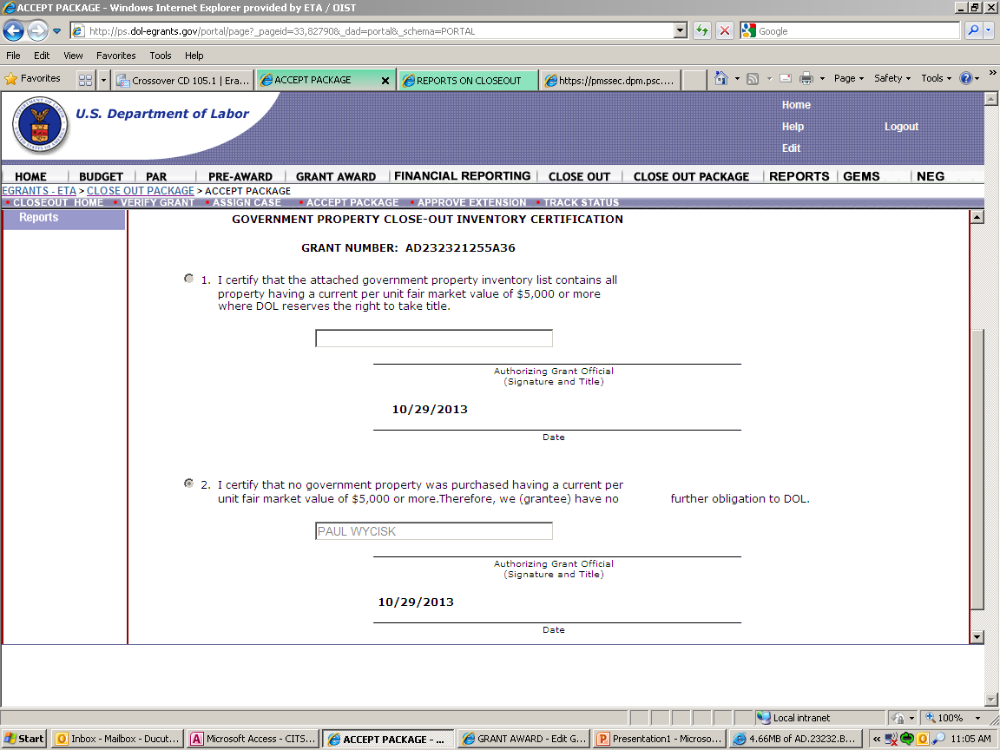 ACCEPT PACKAGE - Windows Internet Explorer provided by ETA / OIST
http://ps.dol-egrants.gov/portal/page?_pageid=33,82790&_dad=portal&_schema=PORTAL
Google
File Edit View Favorites Tools Help
Favorites
Crossover CD 105.1 | Era...
ACCEPT PACKAGE
REPORTS ON CLOSEOUT
https://pmssec.dpm.psc....
Page Safety Tools
U.S. Department of Labor
Home
Help Logout
Edit
HOME BUDGET PAR PRE-AWARD GRANT AWARD FINANCIAL REPORTING CLOSE OUT CLOSE OUT PACKAGE REPORTS GEMS NEG
EGRANTS - ETA > CLOSE OUT PACKAGE > ACCEPT PACKAGE
CLOSEOUT HOME VERIFY GRANT ASSIGN CASE ACCEPT PACKAGE APPROVE EXTENSION TRACK STATUS
Reports
GOVERNMENT PROPERTY CLOSE-OUT INVENTORY CERTIFICATION
GRANT NUMBER: AD232321255A36
1. I certify that the attached government property inventory list contains all
property having a current per unit fair market value of $5,000 or more
where DOL reserves the right to take title.
Authorizing Grant Official
(Signature and Title)
10/29/2013
Date
2. I certify that no government property was purchased having a current per
unit fair market value of $5,000 or more.Therefore, we (grantee) have no further obligation to DOL.
PAUL WYCISK
Authorizing Grant Official
(Signature and Title)
10/29/2013
Date
Local intranet
100%
Start
Inbox - Mailbox - Ducut...
Microsoft Access - CITS...
ACCEPT PACKAGE - ...
GRANT AWARD - Edit G...
Presentation1 - Microso...
4.66MB of AD.23232.B...
11:05 AM